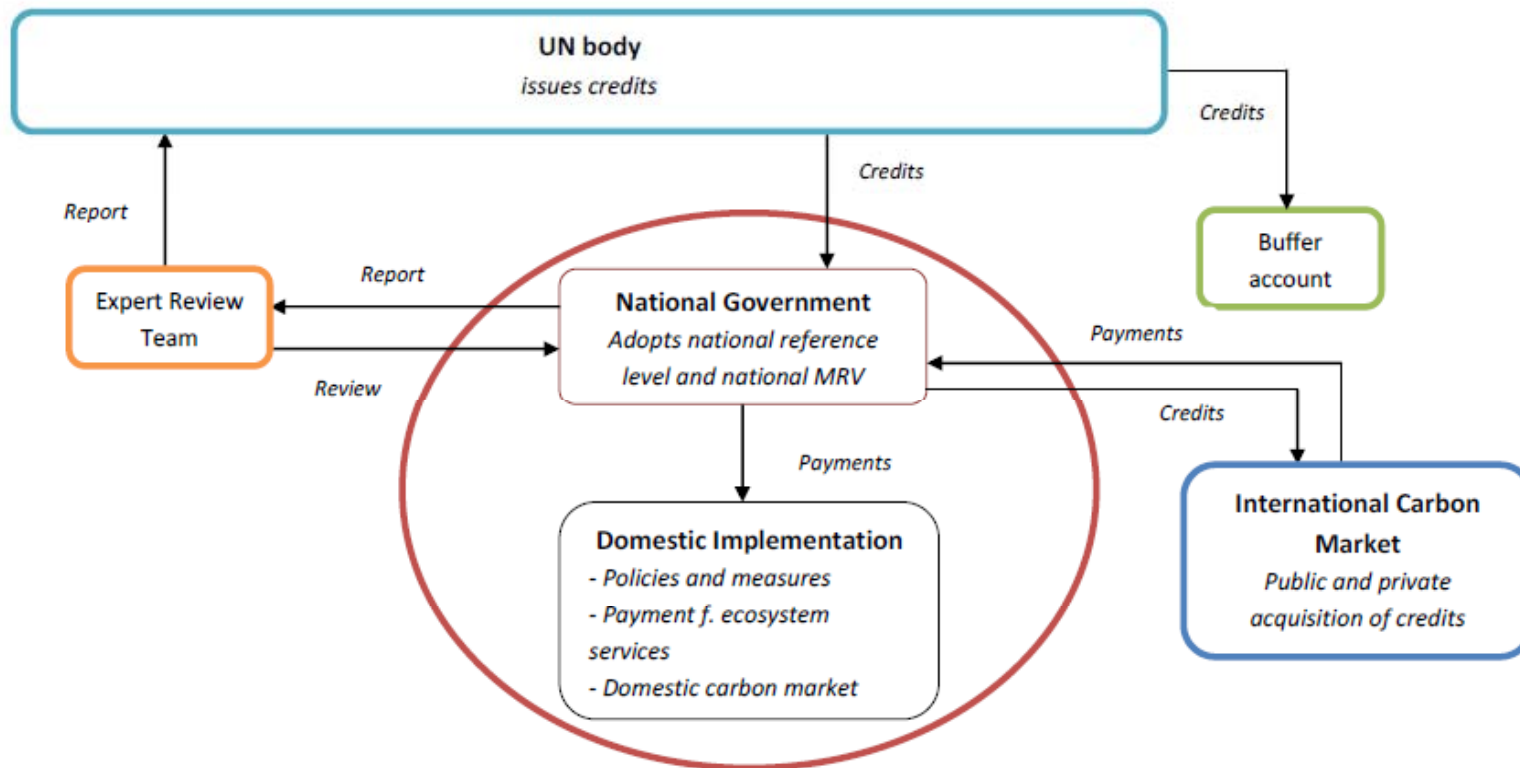 UN body
issues credits
Credits
Credits
Report
Buffer
account
Report
Expert Review
Team
Review
National Government
Adopts national reference
level and national MRV
Payments
Credits
Payments
Domestic Implementation
- Policies and measures
- Payment f. ecosystem
services
- Domestic carbon market
International Carbon
Market
Public and private
acquisition of credits